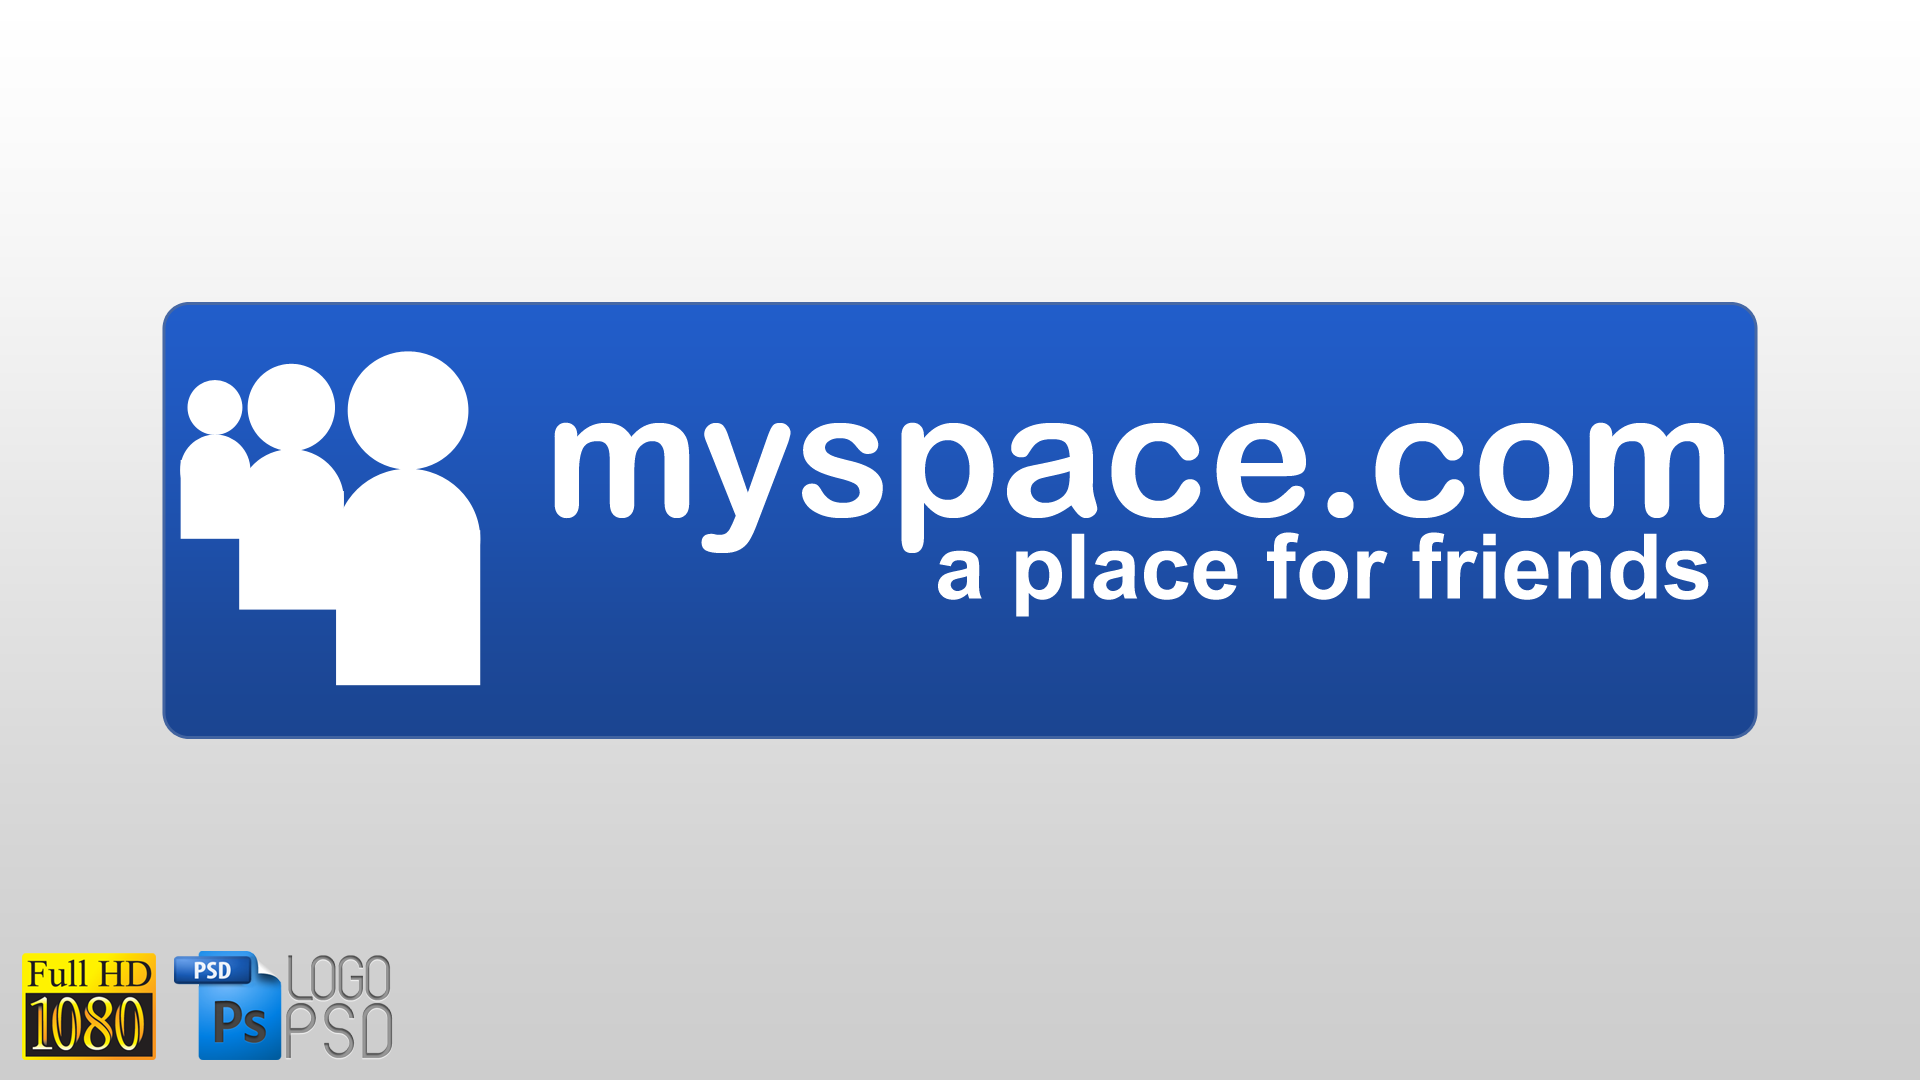 myspace.com
a place for friends
Full HD
1080
PSD
Ps
LOGO
PSD